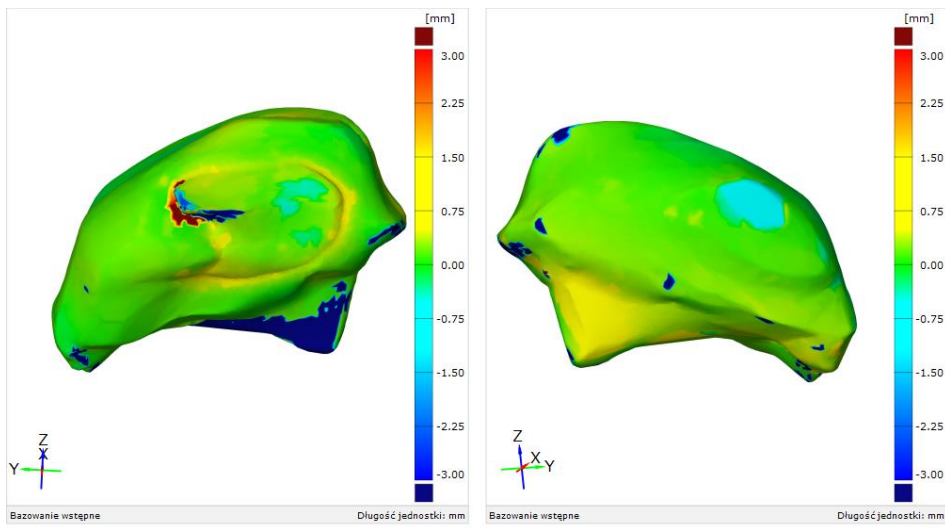 [mm]
3.00
2.25
1.50
0.75
0.00
-0.75
-1.50
-2.25
-3.00
Z
X
Y
Bazowanie wstępne
Długość jednostki: mm
[mm]
3.00
2.25
1.50
0.75
0.00
-0.75
-1.50
-2.25
-3.00
Z
X
Y
Bazowanie wstępne
Długość jednostki: mm